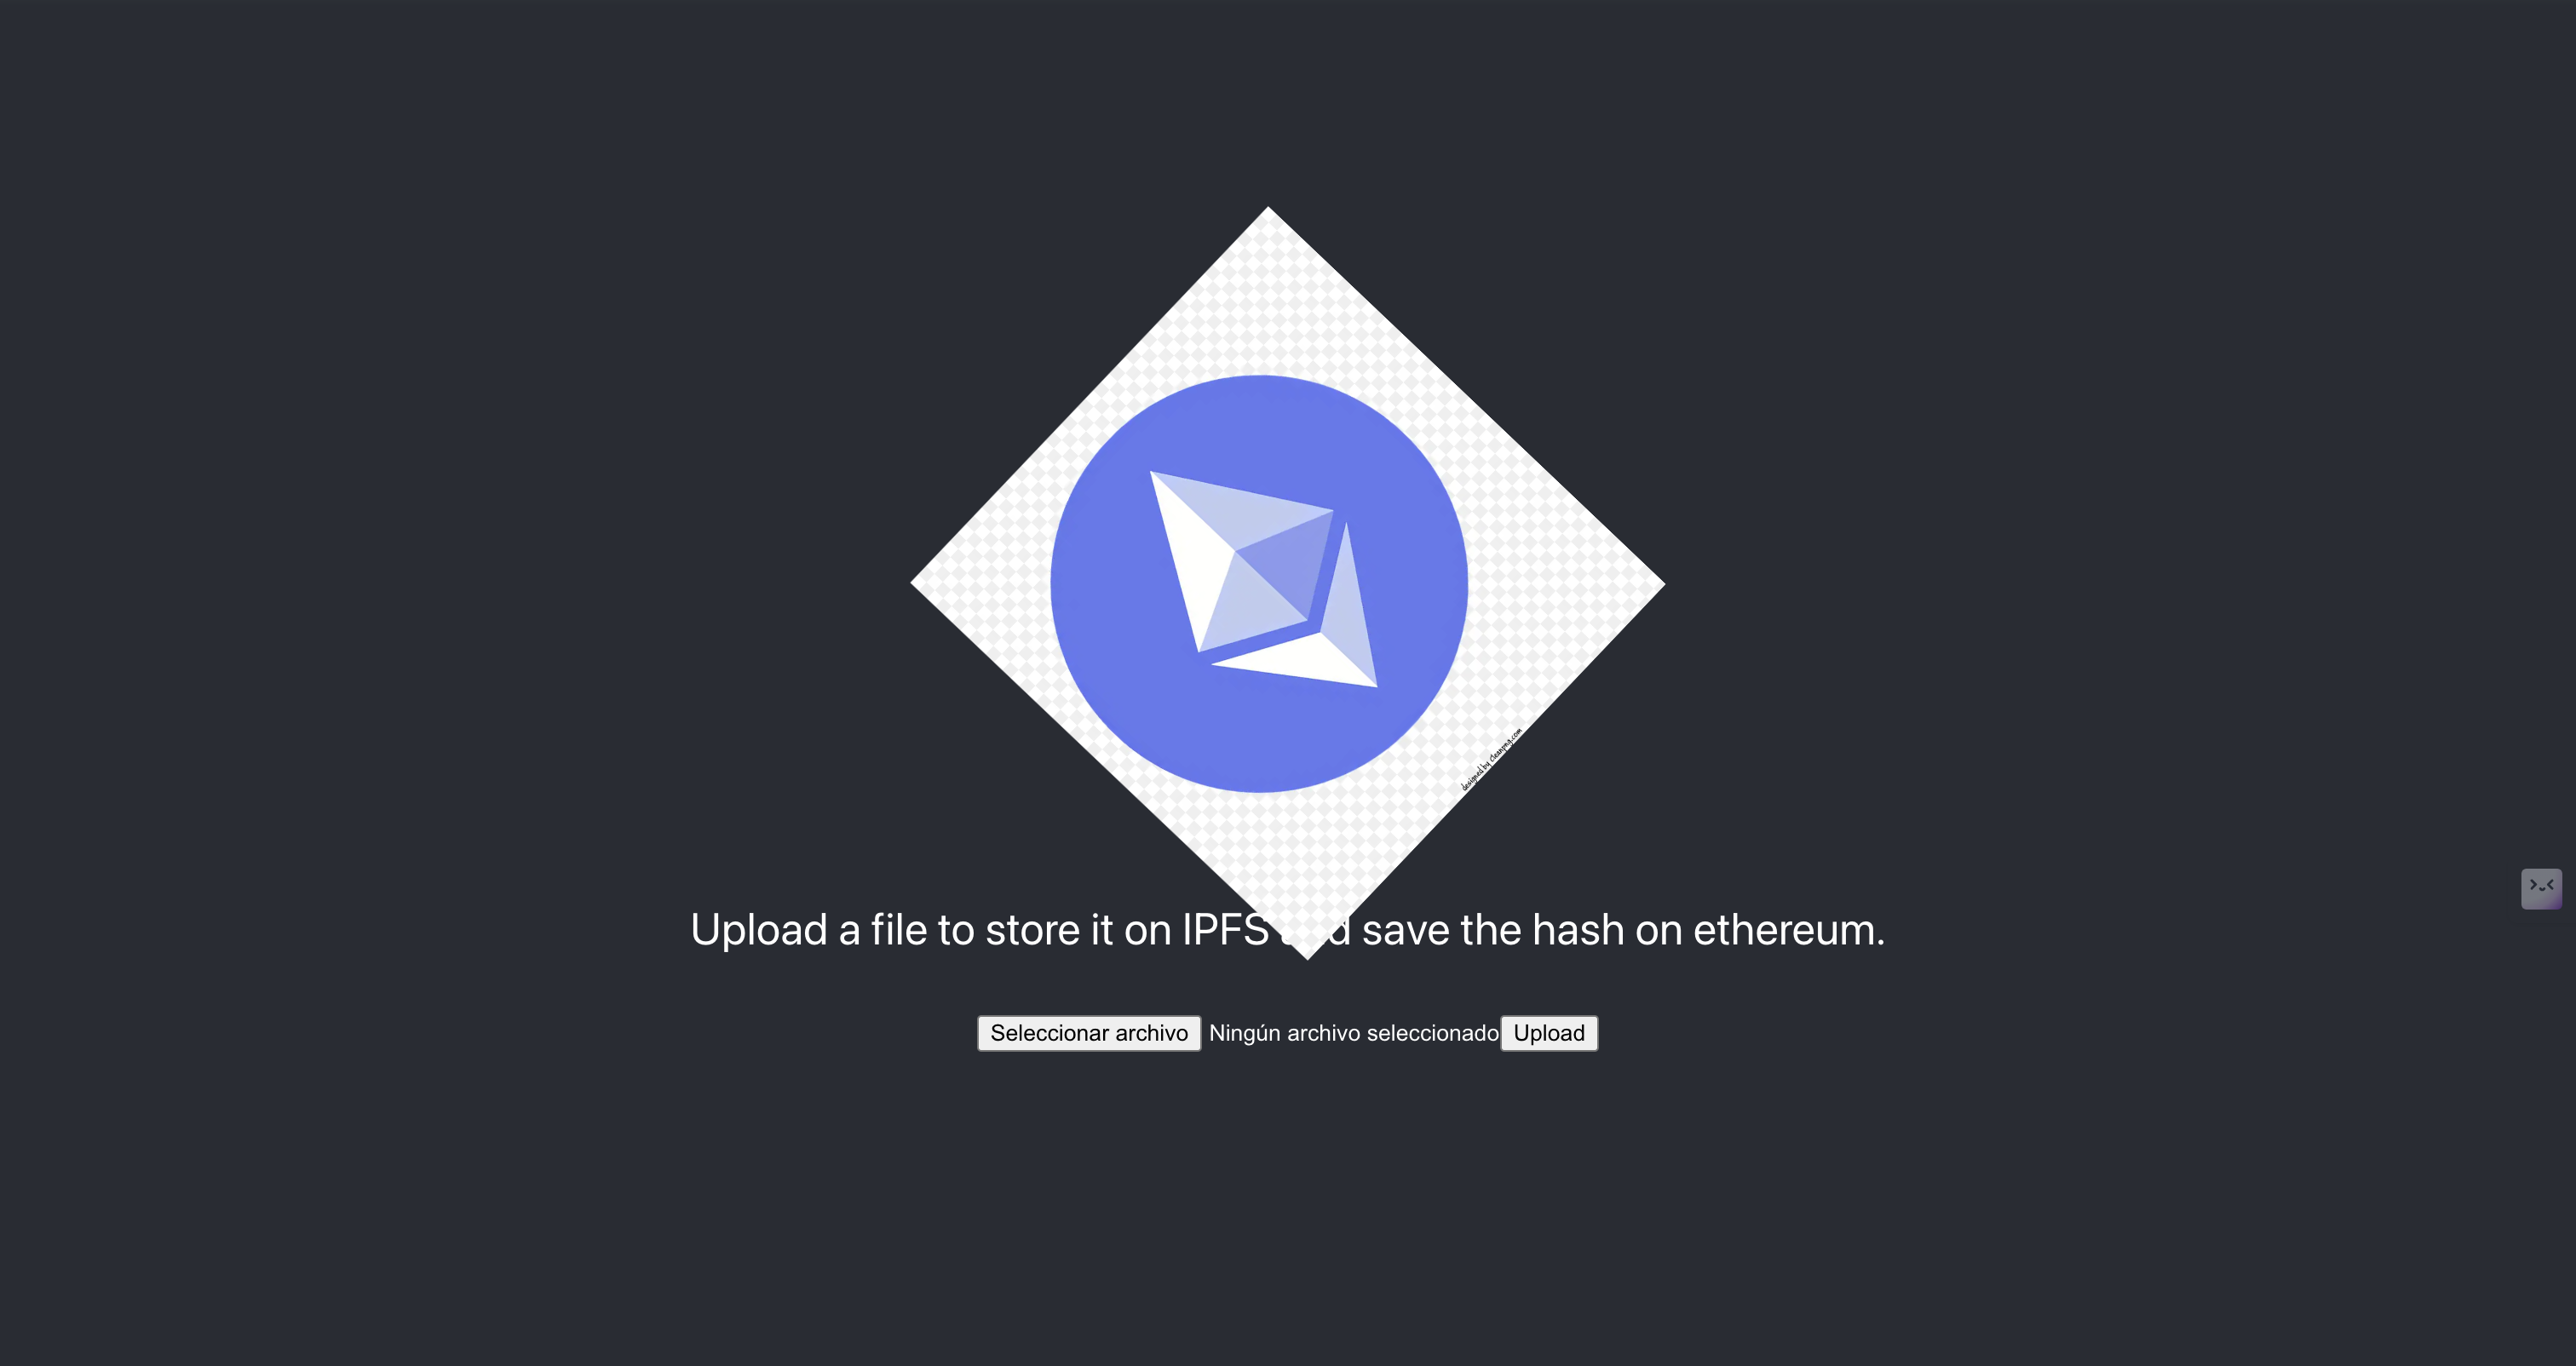 designed by cleanpng.com
Upload a file to store it on IPFS and save the hash on ethereum.
Seleccionar archivo Ningún archivo seleccionado Upload